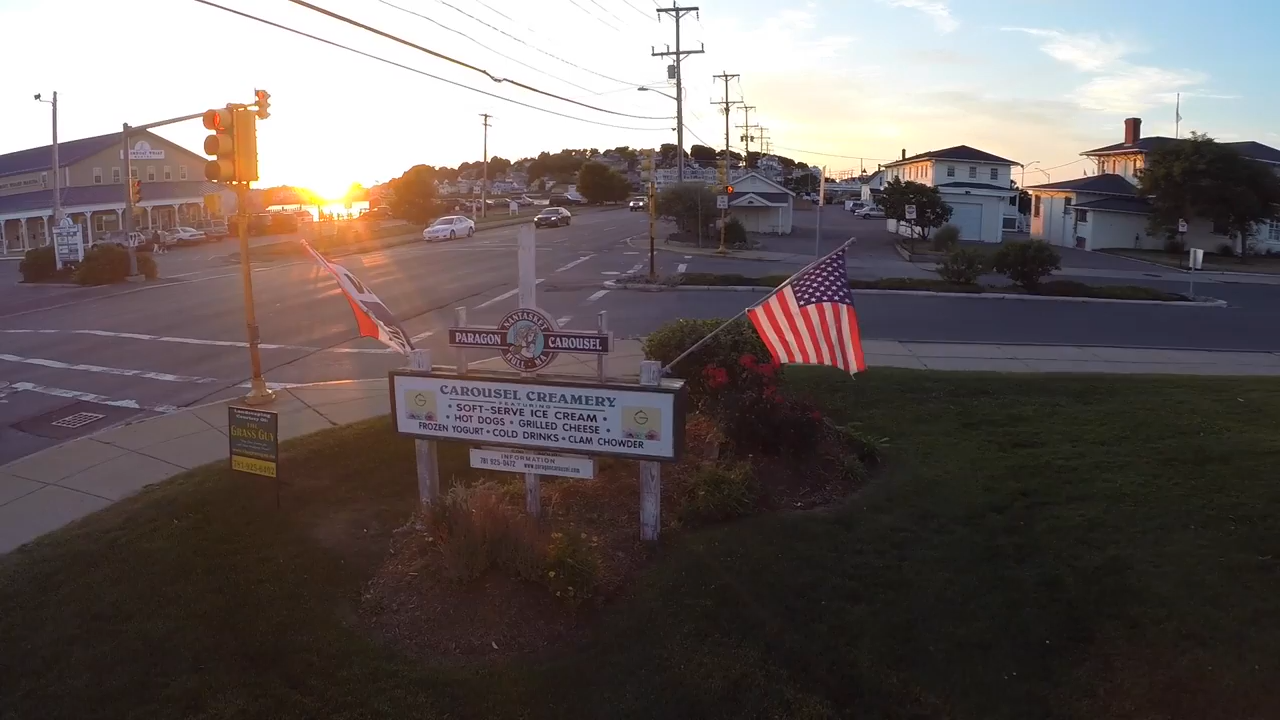 NANTASKET
PARAGON CAROUSEL
HULL, MA
CAROUSEL CREAMERY
FEATURING
• SOFT-SERVE ICE CREAM •
• HOT DOGS • GRILLED CHEESE
FROZEN YOGURT • COLD DRINKS • CLAM CHOWDER
INFORMATION
781 925-0472 www.paragoncarousel.com
THE
GRASS GUY
781-925-6402